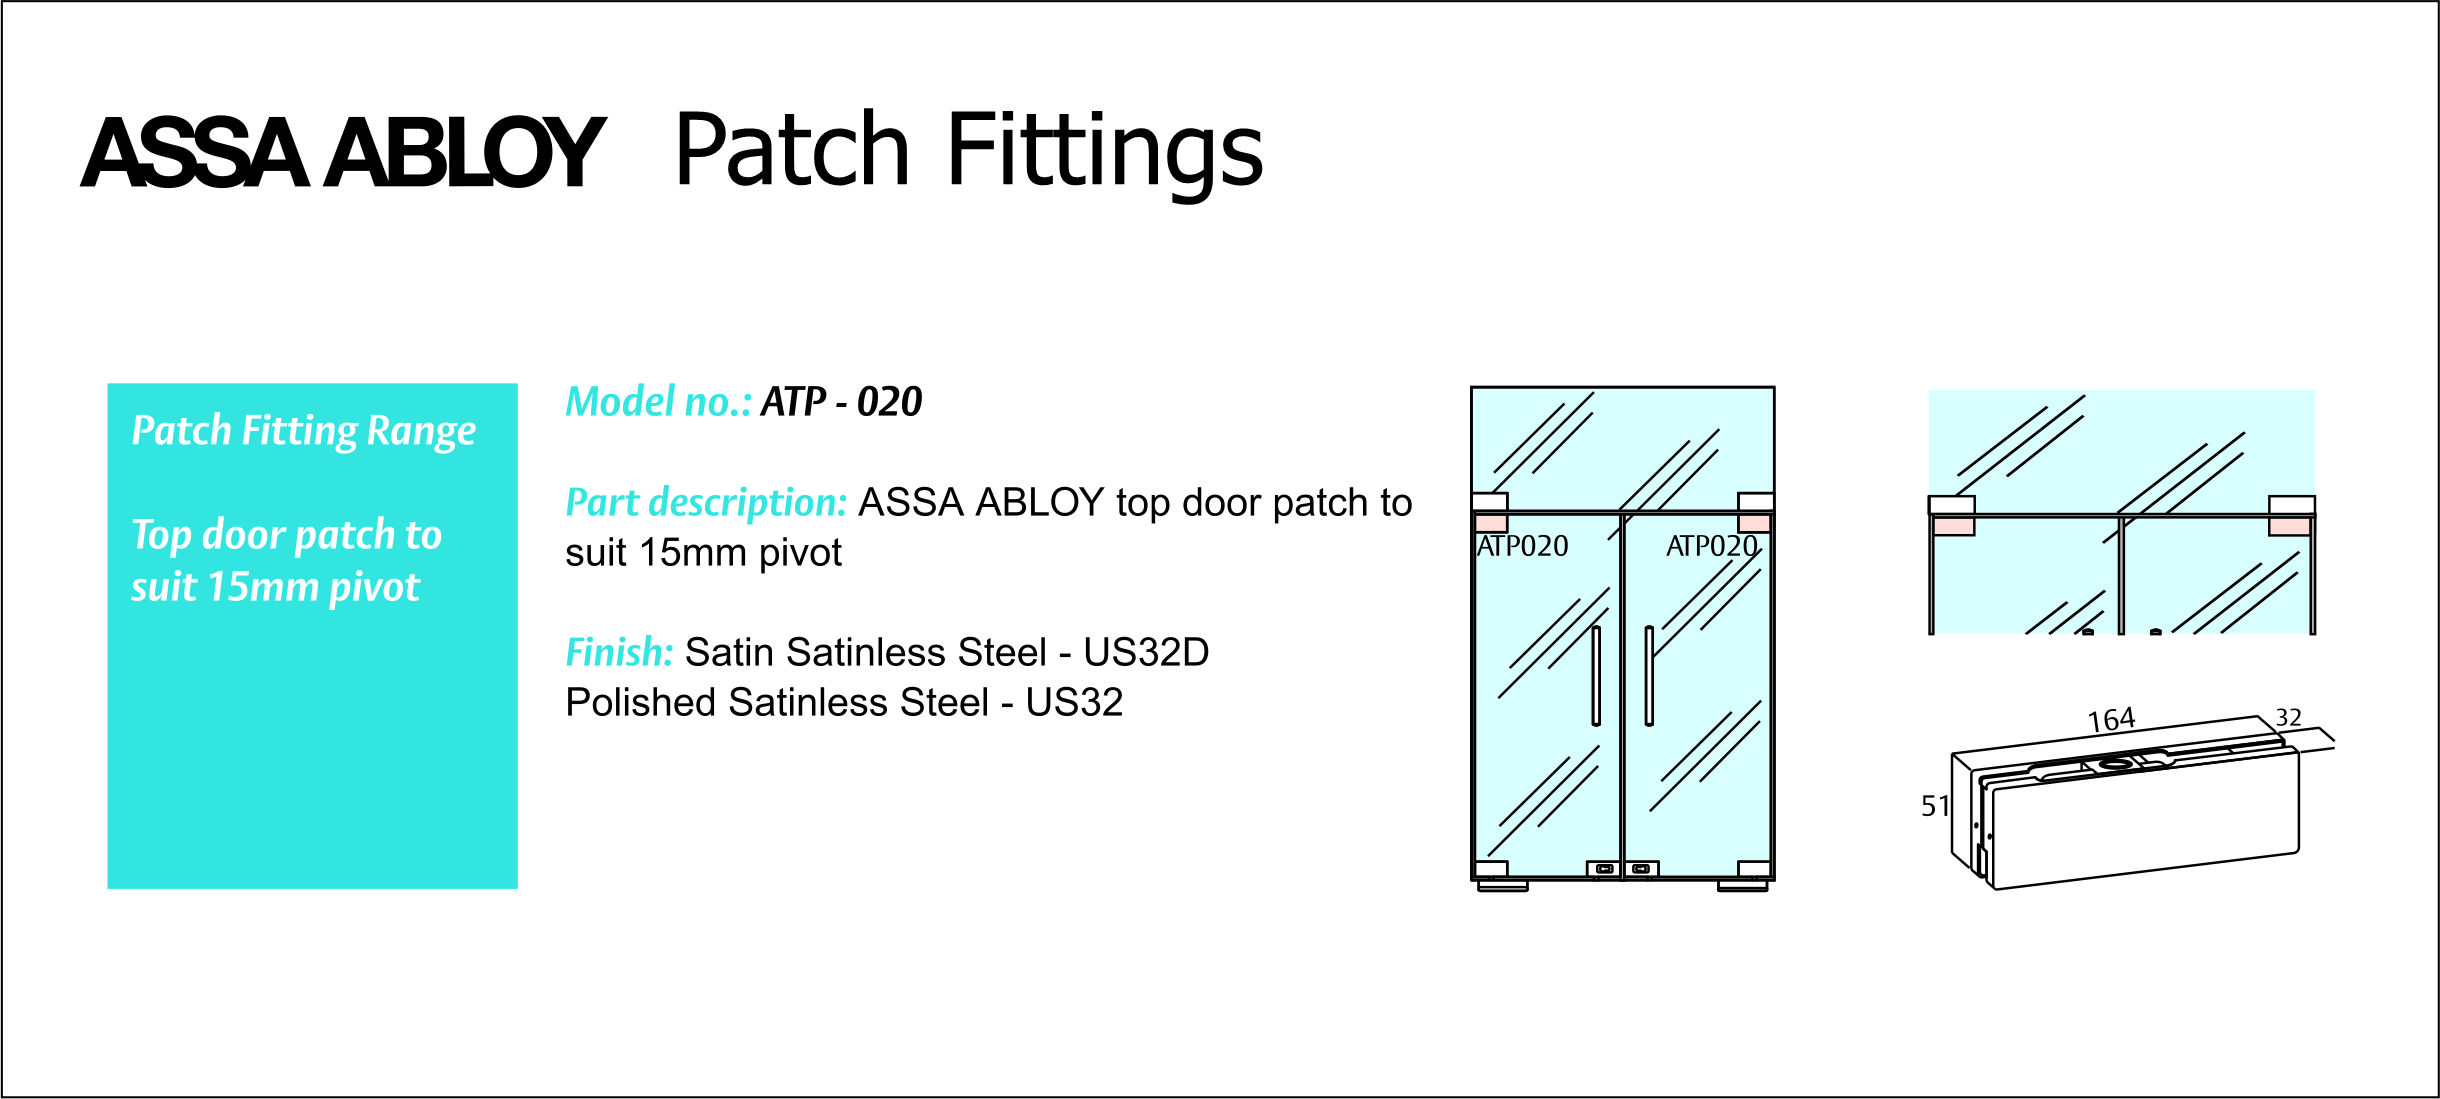 ASSA ABLOY Patch Fittings
Patch Fitting Range
Top door patch to
suit 15mm pivot
Model no.: ATP - 020
Part description: ASSA ABLOY top door patch to
suit 15mm pivot
Finish: Satin Satinless Steel - US32D
Polished Satinless Steel - US32
ATP020 ATP020
164
32
51